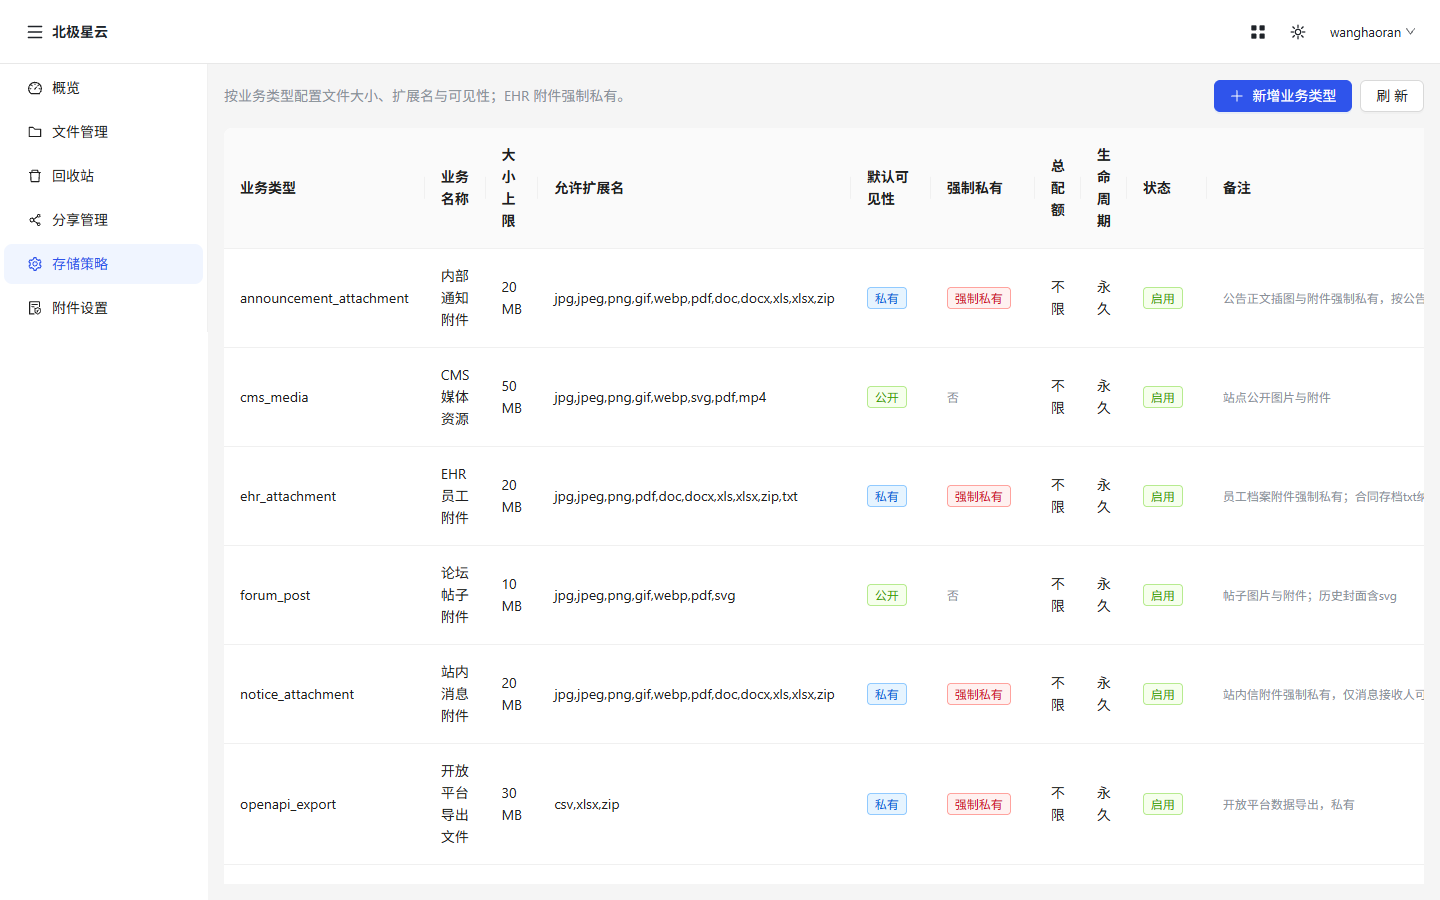 北极星云
wanghaoran
概览
文件管理
回收站
分享管理
存储策略
附件设置
按业务类型配置文件大小、扩展名与可见性；EHR 附件强制私有。
新增业务类型
刷 新
业务类型
业务
名称
大
小
上
限
允许扩展名
默认可
见性
强制私有
总
配
额
生
命
周
期
状态
备注
announcement_attachment
内部
通知
附件
20
MB
jpg,jpeg,png,gif,webp,pdf,doc,docx,xls,xlsx,zip
私有
强制私有
不
限
永
久
启用
公告正文插图与附件强制私有，按公告
cms_media
CMS
媒体
资源
50
MB
jpg,jpeg,png,gif,webp,svg,pdf,mp4
公开
否
不
限
永
久
启用
站点公开图片与附件
ehr_attachment
EHR
员工
附件
20
MB
jpg,jpeg,png,pdf,doc,docx,xls,xlsx,zip,txt
私有
强制私有
不
限
永
久
启用
员工档案附件强制私有；合同存档txt
forum_post
论坛
帖子
附件
10
MB
jpg,jpeg,png,gif,webp,pdf,svg
公开
否
不
限
永
久
启用
帖子图片与附件；历史封面含svg
notice_attachment
站内
消息
附件
20
MB
jpg,jpeg,png,gif,webp,pdf,doc,docx,xls,xlsx,zip
私有
强制私有
不
限
永
久
启用
站内信附件强制私有，仅消息接收人可
openapi_export
开放
平台
导出
文件
30
MB
csv,xlsx,zip
私有
强制私有
不
限
永
久
启用
开放平台数据导出，私有